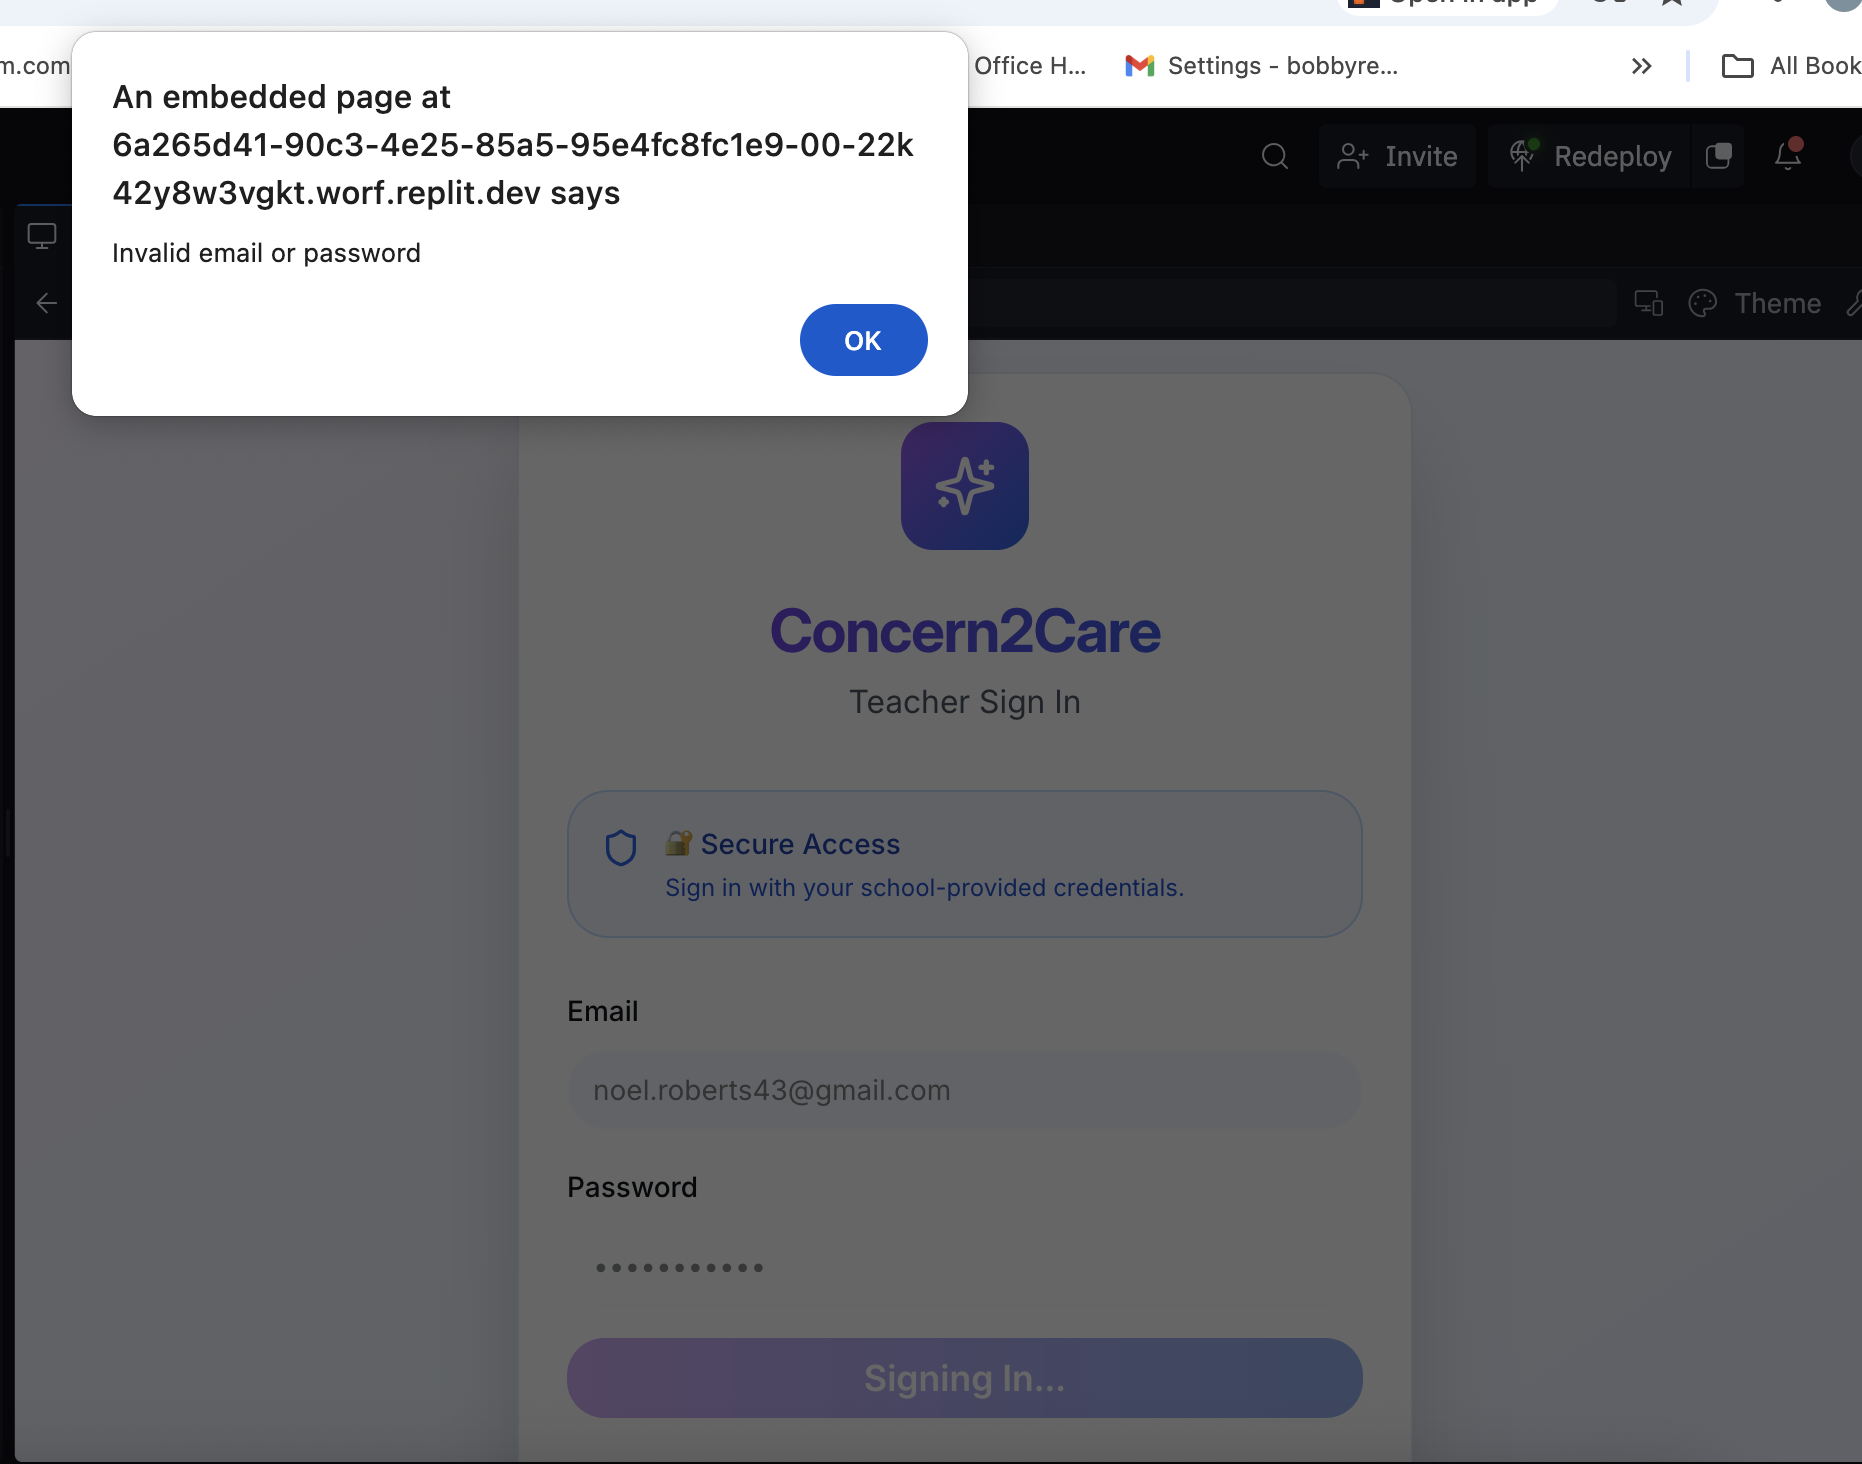 m.com
Office H...
Settings - bobbyre...
All Book
An embedded page at
6a265d41-90c3-4e25-85a5-95e4fc8fc1e9-00-22k
42y8w3vgkt.worf.replit.dev says
Invalid email or password
OK
Invite
Redeploy
Theme
Concern2Care
Teacher Sign In
🔐 Secure Access
Sign in with your school-provided credentials.
Email
noel.roberts43@gmail.com
Password
•••••••••••
Signing In...